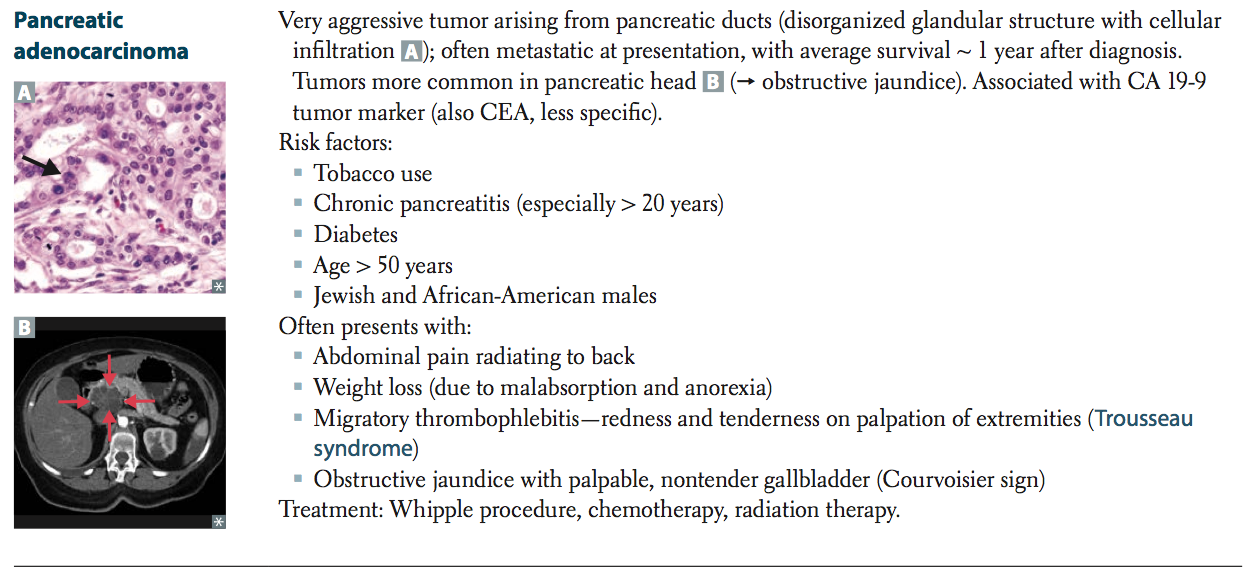 Pancreatic
adenocarcinoma
A
B
Very aggressive tumor arising from pancreatic ducts (disorganized glandular structure with cellular
infiltration A); often metastatic at presentation, with average survival ~ 1 year after diagnosis.
Tumors more common in pancreatic head B (→ obstructive jaundice). Associated with CA 19-9
tumor marker (also CEA, less specific).
Risk factors:
▪ Tobacco use
▪ Chronic pancreatitis (especially > 20 years)
▪ Diabetes
▪ Age > 50 years
▪ Jewish and African-American males
Often presents with:
▪ Abdominal pain radiating to back
▪ Weight loss (due to malabsorption and anorexia)
▪ Migratory thrombophlebitis—redness and tenderness on palpation of extremities (Trousseau
syndrome)
▪ Obstructive jaundice with palpable, nontender gallbladder (Courvoisier sign)
Treatment: Whipple procedure, chemotherapy, radiation therapy.